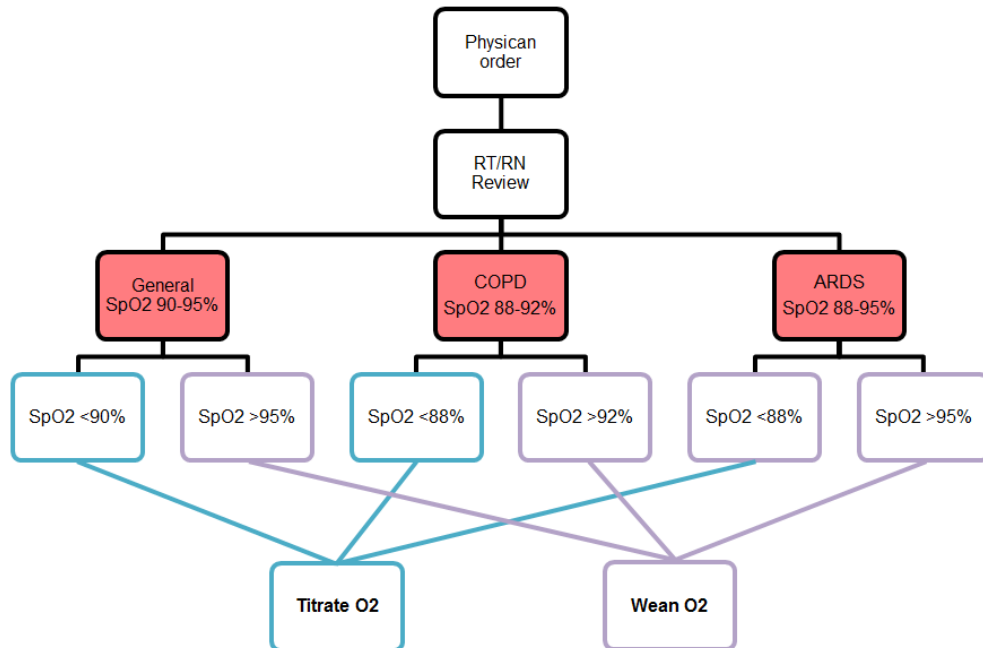 Physican
order
RT/RN
Review
General
SpO2 90-95%
COPD
SpO2 88-92%
ARDS
SpO2 88-95%
SpO2 <90%
SpO2 >95%
SpO2 <88%
SpO2 >92%
SpO2 <88%
SpO2 >95%
Titrate O2
Wean O2